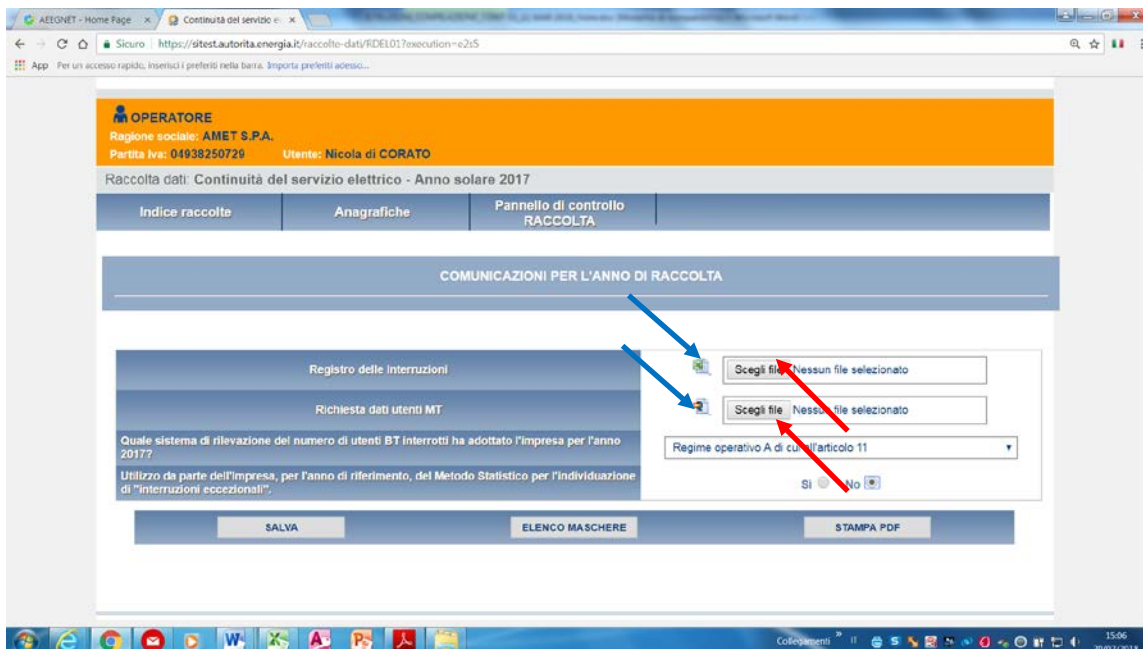 AEEGNET - Home Page
Continuità del servizio e
Sicuro https://sitest.autorita.energia.it/raccolte-dati/RDEL01?execution=e2s5
App Per un accesso rapido, inserisci i preferiti nella barra. Importa preferiti adesso...
OPERATORE
Ragione sociale: AMET S.P.A.
Partita Iva: 04938250729 Utente: Nicola di CORATO
Raccolta dati: Continuità del servizio elettrico - Anno solare 2017
Indice raccolte Anagrafiche Pannello di controllo
RACCOLTA
COMUNICAZIONI PER L'ANNO DI RACCOLTA
Registro delle Interruzioni Scegli file Nessun file selezionato
Richiesta dati utenti MT Scegli file Nessun file selezionato
Quale sistema di rilevazione del numero di utenti BT interrotti ha adottato l'impresa per l'anno
2017? Regime operativo A di cui all'articolo 11
Utilizzo da parte dell'Impresa, per l'anno di riferimento, del Metodo Statistico per l'individuazione
di "interruzioni eccezionali". Si No
SALVA ELENCO MASCHERE STAMPA PDF
Collegamenti » IT 15:06